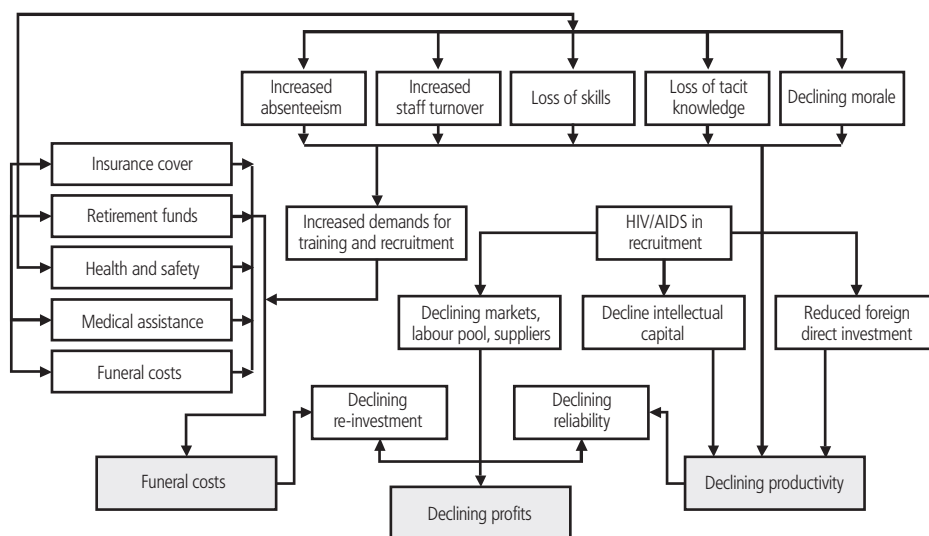 Increased
absenteeism
Increased
staff turnover
Loss of skills
Loss of tacit
knowledge
Declining morale
Insurance cover
Retirement funds
Health and safety
Medical assistance
Funeral costs
Increased demands for
training and recruitment
HIV/AIDS in
recruitment
Declining markets,
labour pool, suppliers
Decline intellectual
capital
Reduced foreign
direct investment
Declining
re-investment
Declining
reliability
Funeral costs
Declining profits
Declining productivity